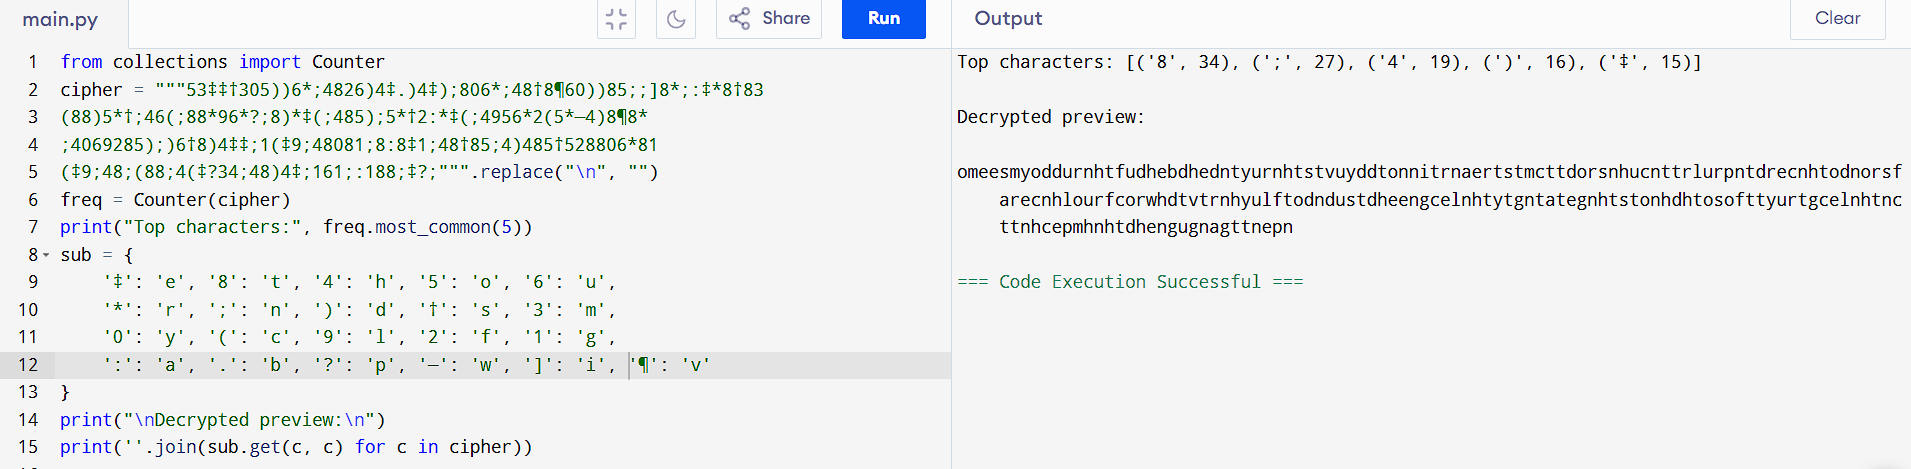 main.py
Share
Run
Output
Clear
1 from collections import Counter
2 cipher = """53‡‡†305))6*;4826)4‡.)4‡);806*;48†8¶60))85;;]8*;:‡*8†83
3 (88)5*†;46(;88*96*?;8)*‡(;485);5*†2:*‡(;4956*2(5*—4)8¶8*
4 ;4069285);)6†8)4‡‡;1(‡9;48081;8:8‡1;48†85;4)485†528806*81
5 (‡9;48;(88;4(‡?34;48)4‡;161;:188;‡?;""".replace("\n", "")
6 freq = Counter(cipher)
7 print("Top characters:", freq.most_common(5))
8 sub = {
9 '‡': 'e', '8': 't', '4': 'h', '5': 'o', '6': 'u',
10 '*': 'r', ';': 'n', ')': 'd', '†': 's', '3': 'm',
11 '0': 'y', '(': 'c', '9': 'l', '2': 'f', '1': 'g',
12 ':': 'a', '.': 'b', '?': 'p', '—': 'w', ']': 'i', '¶': 'v'
13 }
14 print("\nDecrypted preview:\n")
15 print(''.join(sub.get(c, c) for c in cipher))
Top characters: [('8', 34), (';', 27), ('4', 19), (')', 16), ('‡', 15)]
Decrypted preview:
omeesmyoddurnhtfudhebdhedntyurnhtstvuyddtonnitrnaertstmcttdorsnhucnttrlurpntdrecnhtodnorsf
arecnhlourfcorwhdtvtrnhyulftodndustdheengcelnhtytgntategnhtstonhdhtosofttyurtgcelnhtnc
ttnhcepmhnhtdhengugnagttnepn
=== Code Execution Successful ===